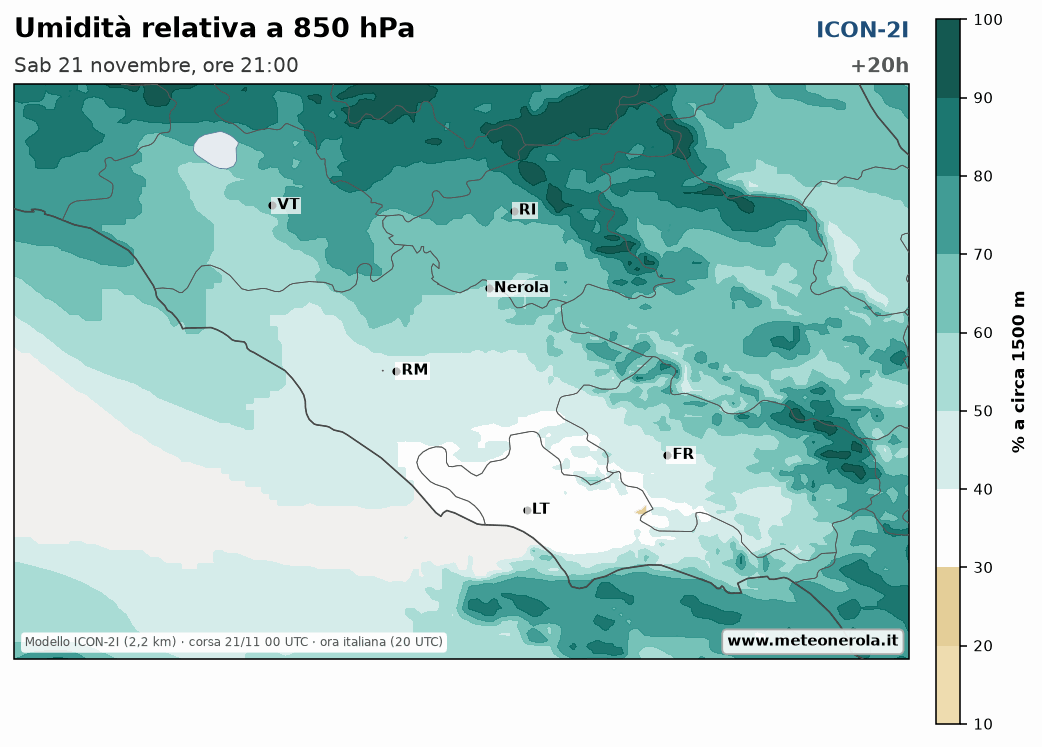 Umidità relativa a 850 hPa
ICON-2I
Sab 21 novembre, ore 21:00
+20h
100
90
80
70
60
50
40
30
20
10
% a circa 1500 m
VT
RI
Nerola
RM
FR
LT
Modello ICON-2I (2,2 km) · corsa 21/11 00 UTC · ora italiana (20 UTC)
www.meteonerola.it